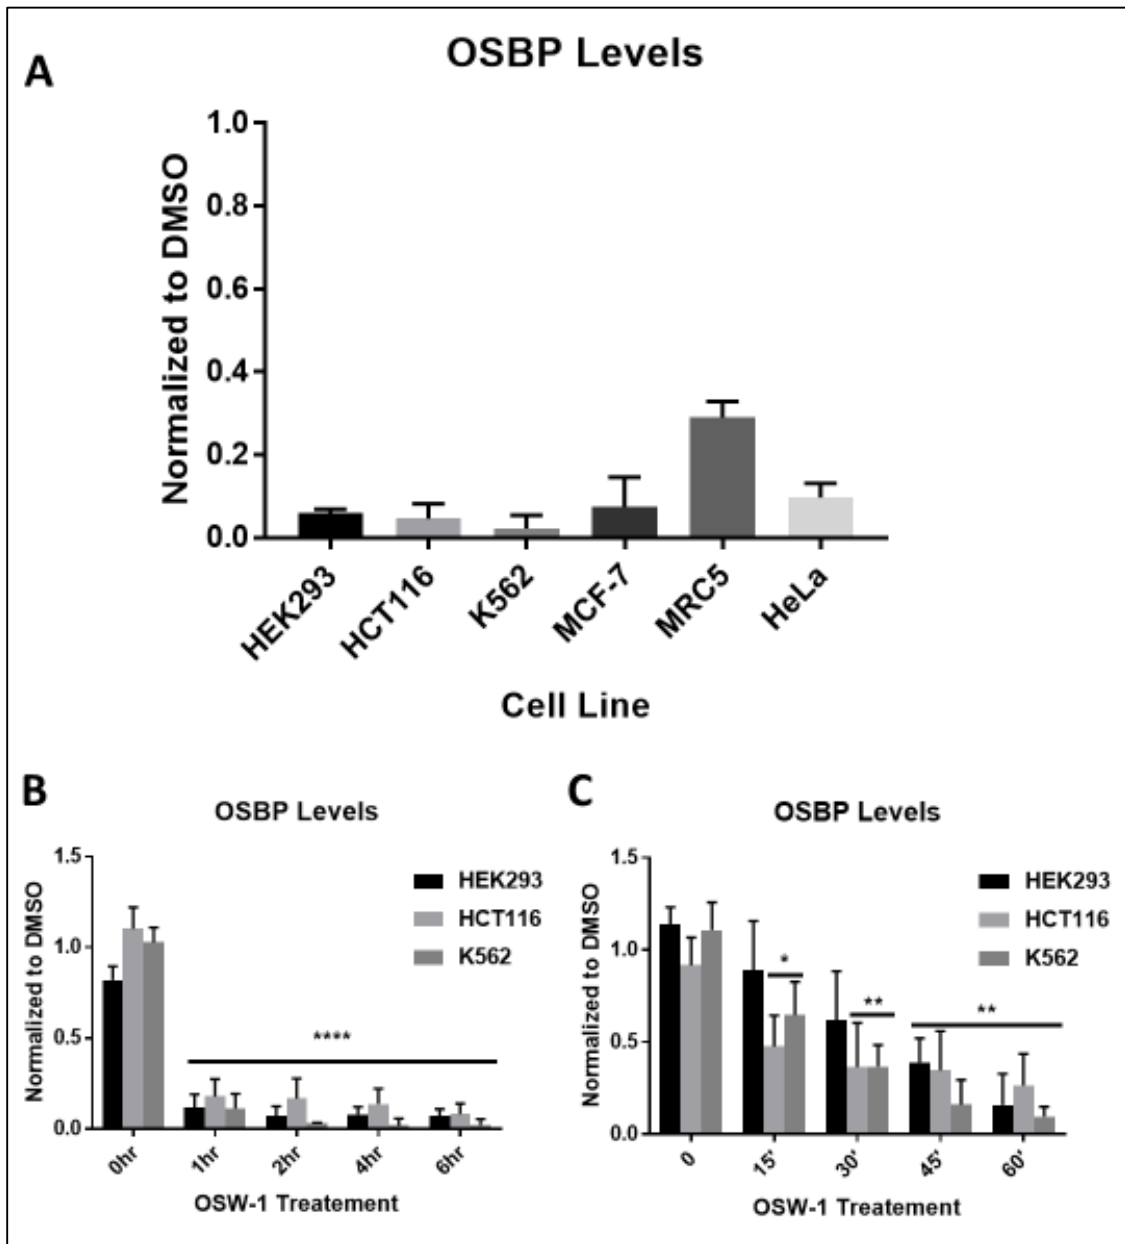 A
OSBP Levels
Normalized to DMSO
1.0
0.8
0.6
0.4
0.2
0.0
HEK293
HCT116
K562
MCF-7
MRC5
HeLa
Cell Line
B
OSBP Levels
Normalized to DMSO
1.5
1.0
0.5
0.0
HEK293
HCT116
K562
****
0hr
1hr
2hr
4hr
6hr
OSW-1 Treatement
C
OSBP Levels
Normalized to DMSO
1.5
1.0
0.5
0.0
HEK293
HCT116
K562
*
**
**
0
15'
30'
45'
60'
OSW-1 Treatement